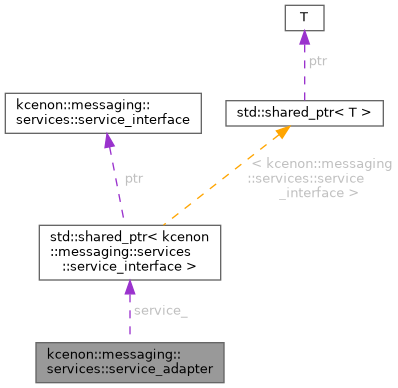 T
ptr
kcenon::messaging::
services::service_interface
std::shared_ptr< T >
ptr
< kcenon::messaging
::services::service
_interface >
std::shared_ptr< kcenon
::messaging::services
::service_interface >
service_
kcenon::messaging::
services::service_adapter